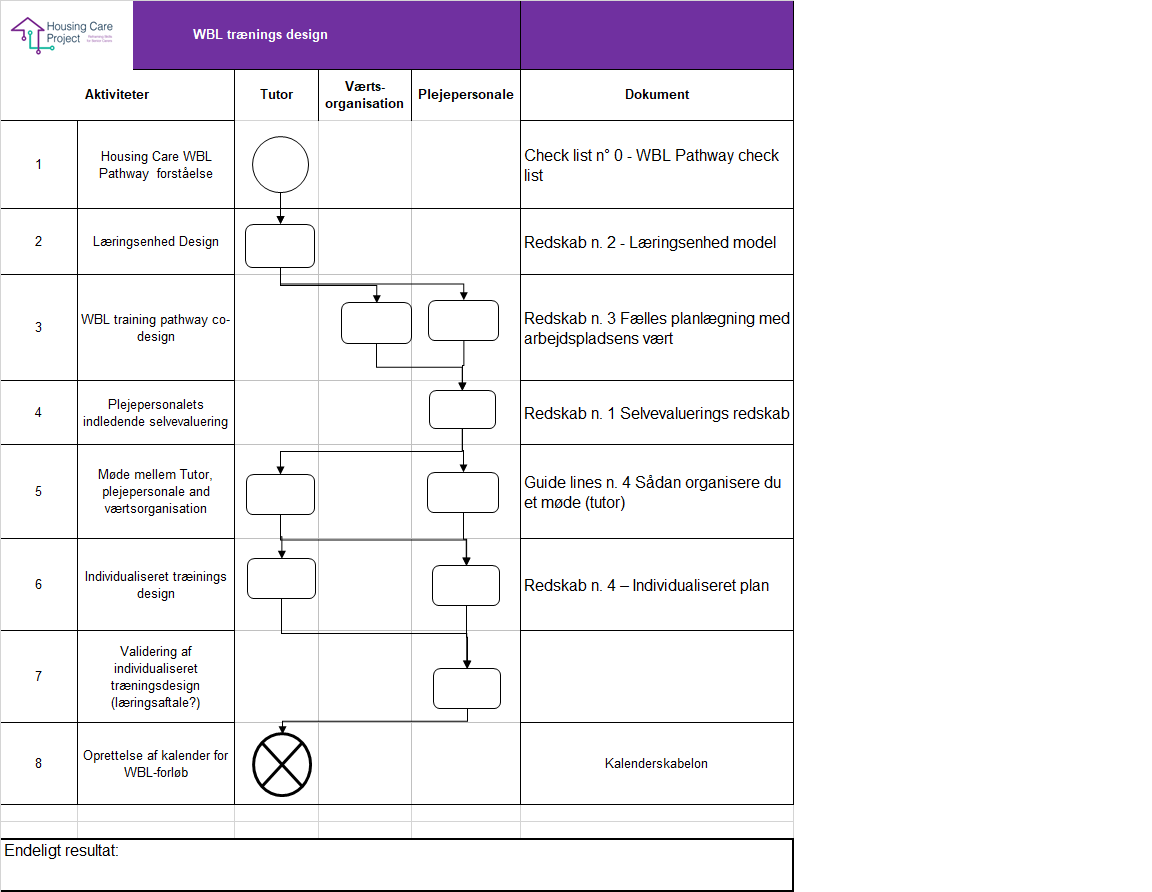 Housing Care
Project
WBL trænings design
Aktiviteter
Tutor
Værts-
organisation
Plejepersonale
Dokument
1
Housing Care WBL
Pathway forståelse
Check list n° 0 - WBL Pathway check
list
2
Læringsenhed Design
Redskab n. 2 - Læringsenhed model
3
WBL training pathway co-
design
Redskab n. 3 Fælles planlægning med
arbejdspladsens vært
4
Plejepersonalets
indledende selvevaluering
Redskab n. 1 Selvevaluerings redskab
5
Møde mellem Tutor,
plejepersonale and
værtsorganisation
Guide lines n. 4 Sådan organisere du
et møde (tutor)
6
Individualiseret træinings
design
Redskab n. 4 – Individualiseret plan
7
Validering af
individualiseret
træningsdesign
(læringsaftale?)
8
Oprettelse af kalender for
WBL-forløb
Kalenderskabelon
Endeligt resultat: